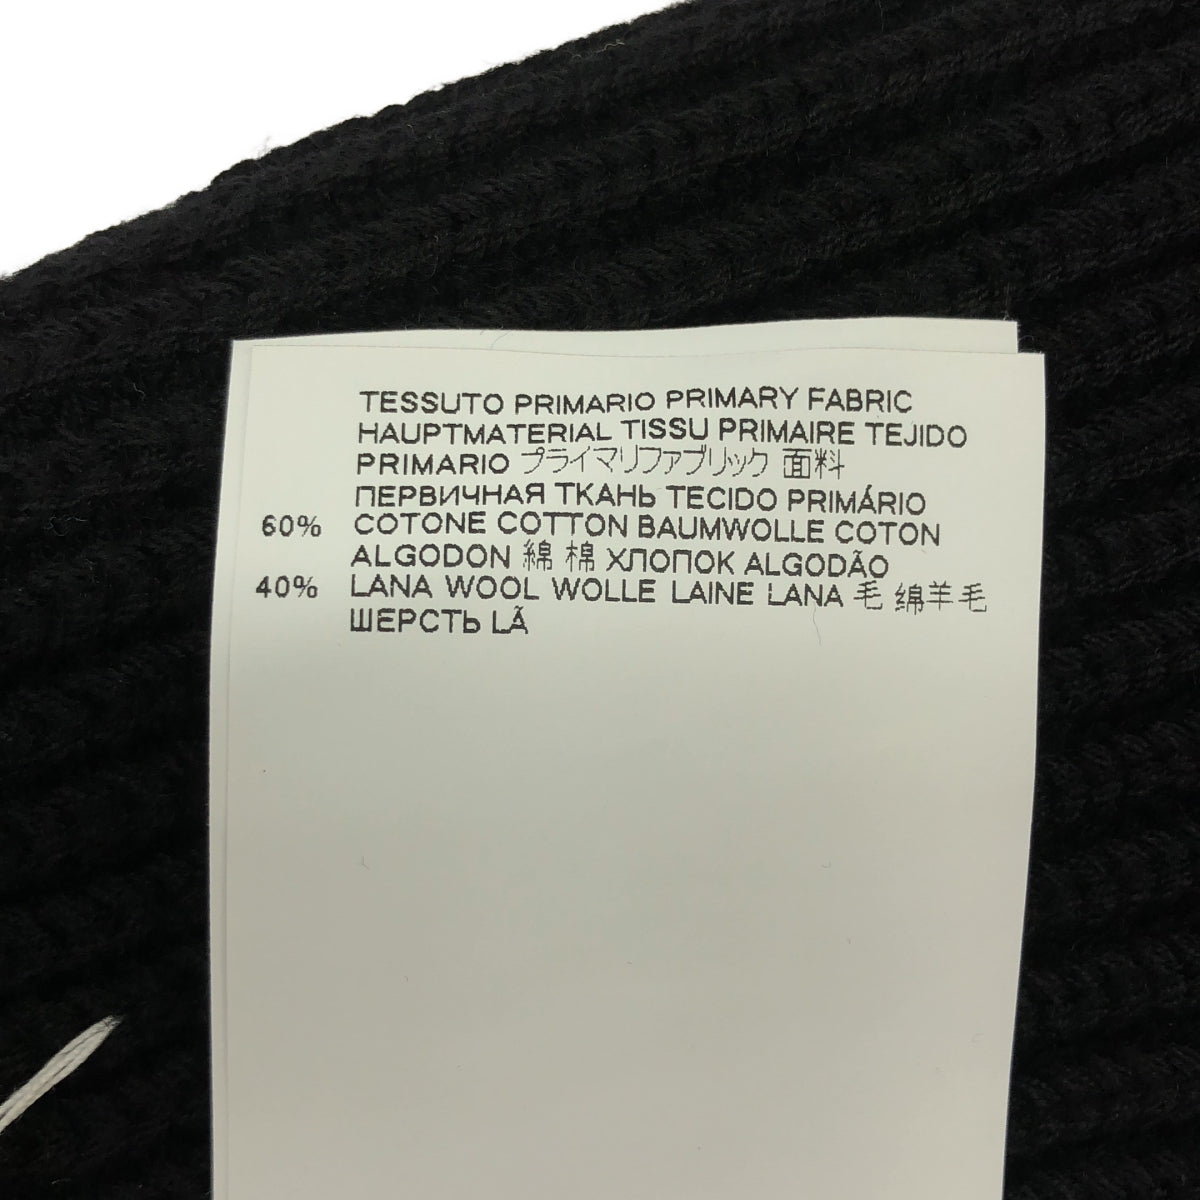 TESSUTO PRIMARIO PRIMARY FABRIC
HAUPTMATERIAL TISSU PRIMAIRE TEJIDO
PRIMARIO プライマリファブリック 面料
ПЕРВИЧНАЯ ТКАНЬ TECIDO PRIMÁRIO
60% COTONE COTTON BAUMWOLLE COTON
ALGODON 綿 棉 ХЛОПОК ALGODÃO
40% LANA WOOL WOLLE LAINE LANA 毛 绵羊毛
ШЕРСТЬ LÃ